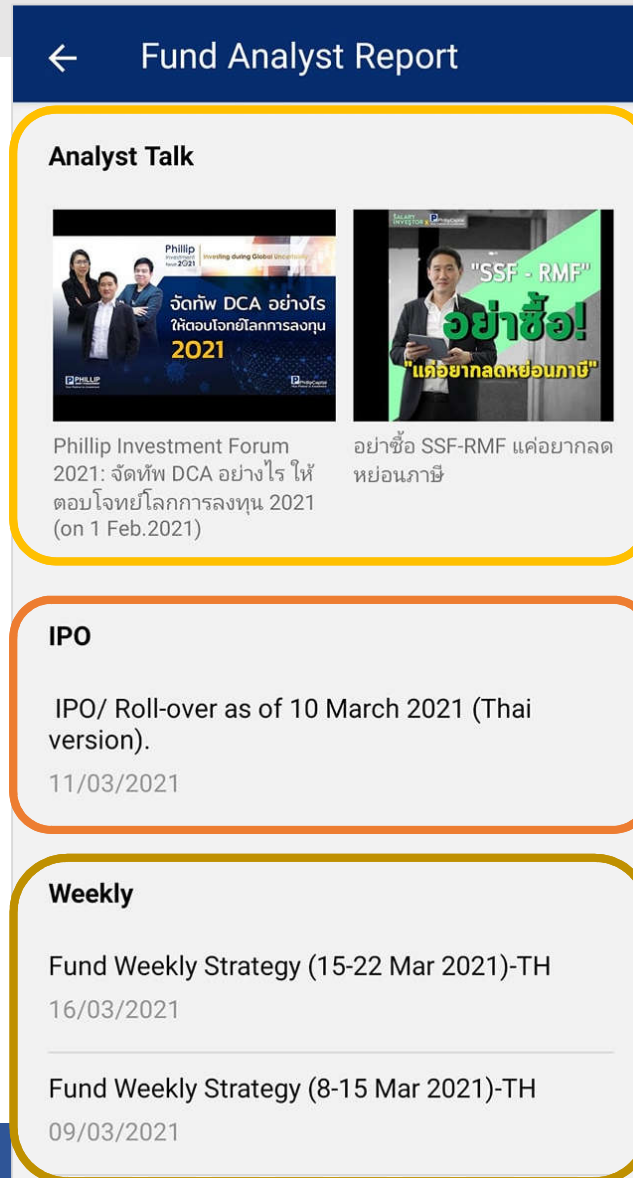 Fund Analyst Report
Analyst Talk
Phillip
investment
forum 2021
Investing during Global Uncertainty
จัดทัพ DCA อย่างไร
ให้ตอบโจทย์โลกการลงทุน
2021
PHILLIP
PhillipCapital
SALARY
INVESTOR x PhillipCapital
"SSF - RMF"
อย่าซื้อ!
"แค่อยากลดหย่อนภาษี"
Phillip Investment Forum
2021: จัดทัพ DCA อย่างไร ให้
ตอบโจทย์โลกการลงทุน 2021
(on 1 Feb.2021)
อย่าซื้อ SSF-RMF แค่อยากลด
หย่อนภาษี
IPO
IPO/ Roll-over as of 10 March 2021 (Thai
version).
11/03/2021
Weekly
Fund Weekly Strategy (15-22 Mar 2021)-TH
16/03/2021
Fund Weekly Strategy (8-15 Mar 2021)-TH
09/03/2021